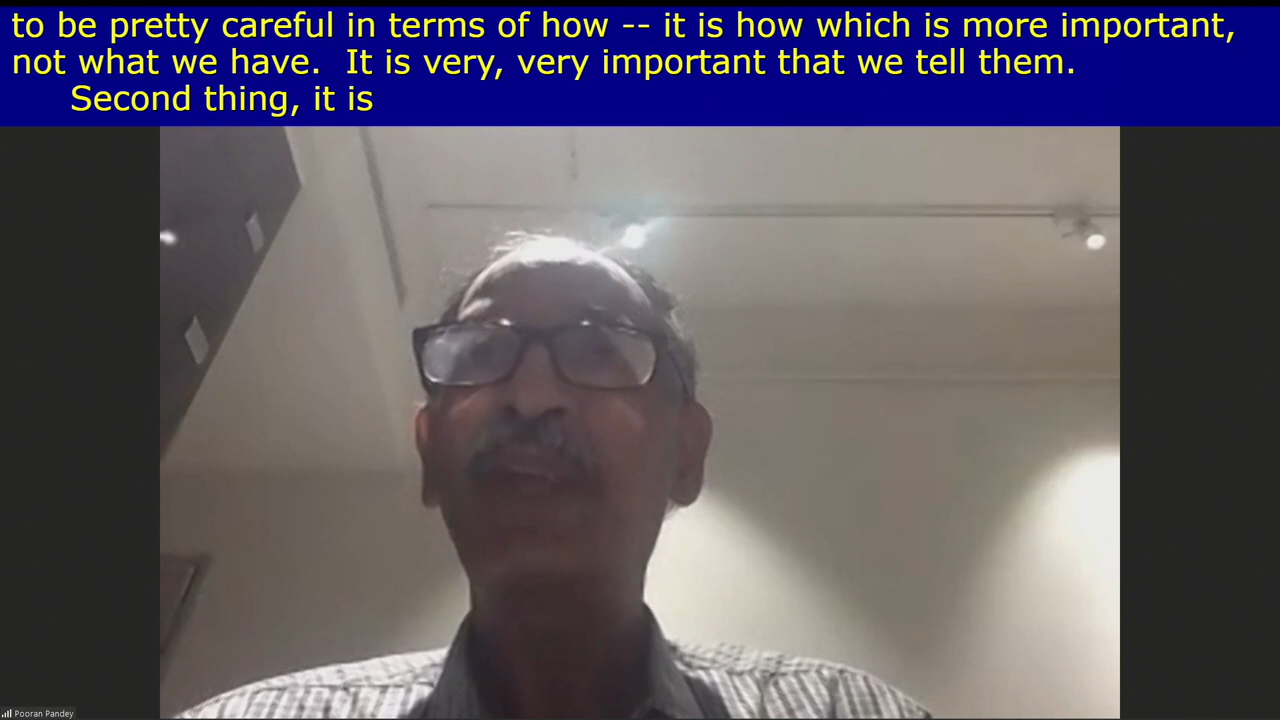 to be pretty careful in terms of how -- it is how which is more important,
not what we have.  It is very, very important that we tell them.
Second thing, it is
Pooran Pandey